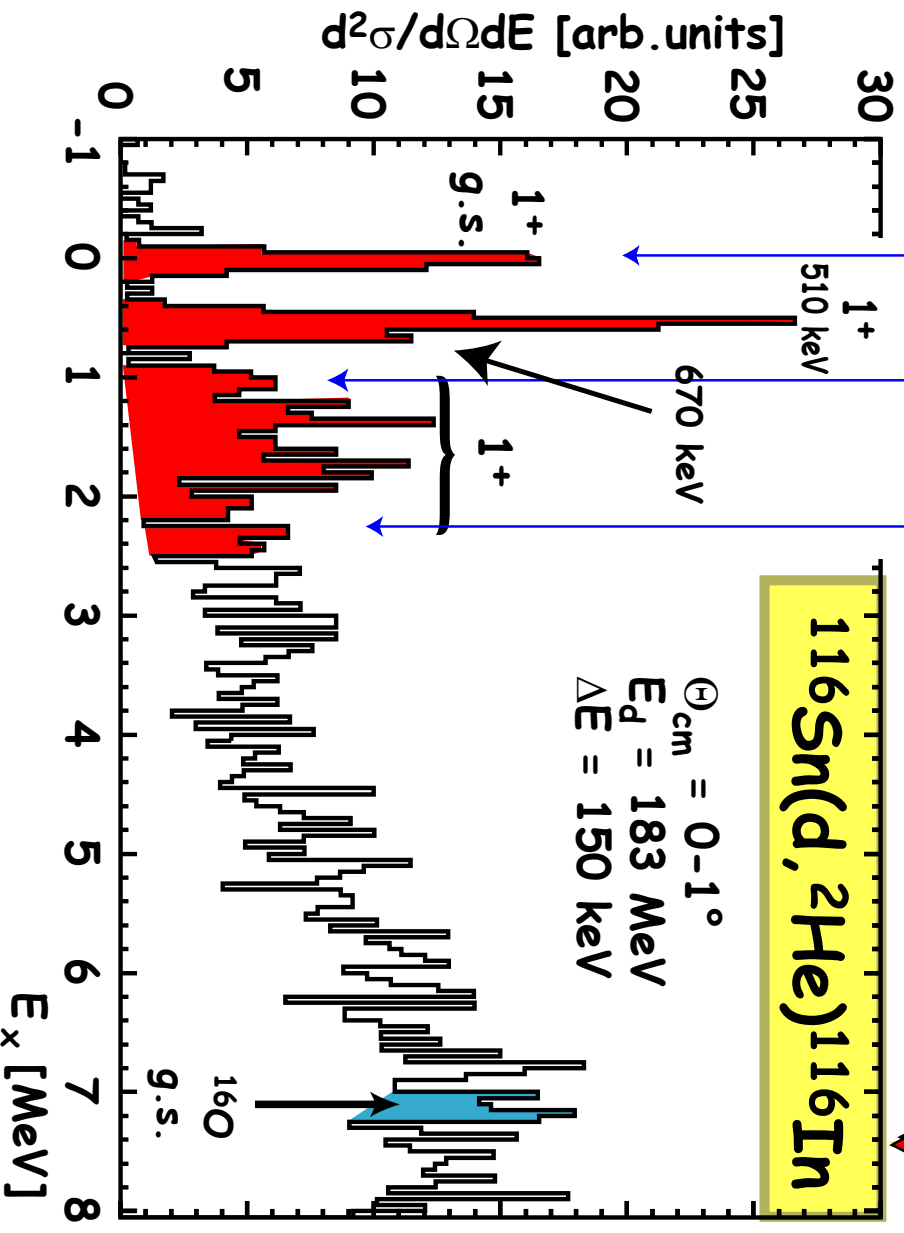 ¹¹⁶Sn(d,²He)¹¹⁶In
d²σ/dΩdE [arb.units]
30
25
20
15
10
5
0
1⁺
510 keV
1⁺
g.s.
670 keV
1⁺
Θcm = 0-1°
Ed = 183 MeV
ΔE = 150 keV
¹⁶O
g.s.
-1 0 1 2 3 4 5 6 7 8
Eₓ [MeV]